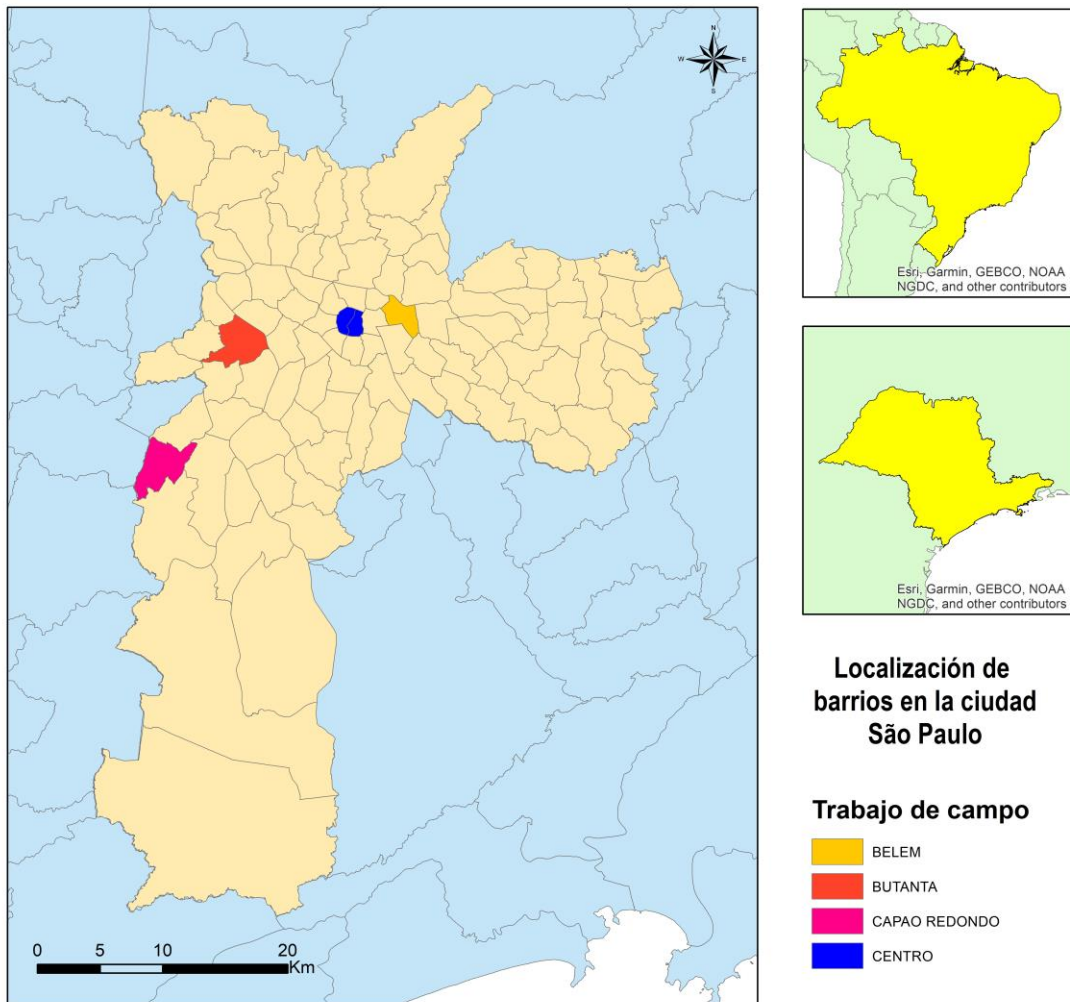 N
W
E
S
Esri, Garmin, GEBCO, NOAA
NGDC, and other contributors
Esri, Garmin, GEBCO, NOAA
NGDC, and other contributors
Localización de
barrios en la ciudad
São Paulo
Trabajo de campo
BELEM
BUTANTA
CAPAO REDONDO
CENTRO
0 5 10 20
Km